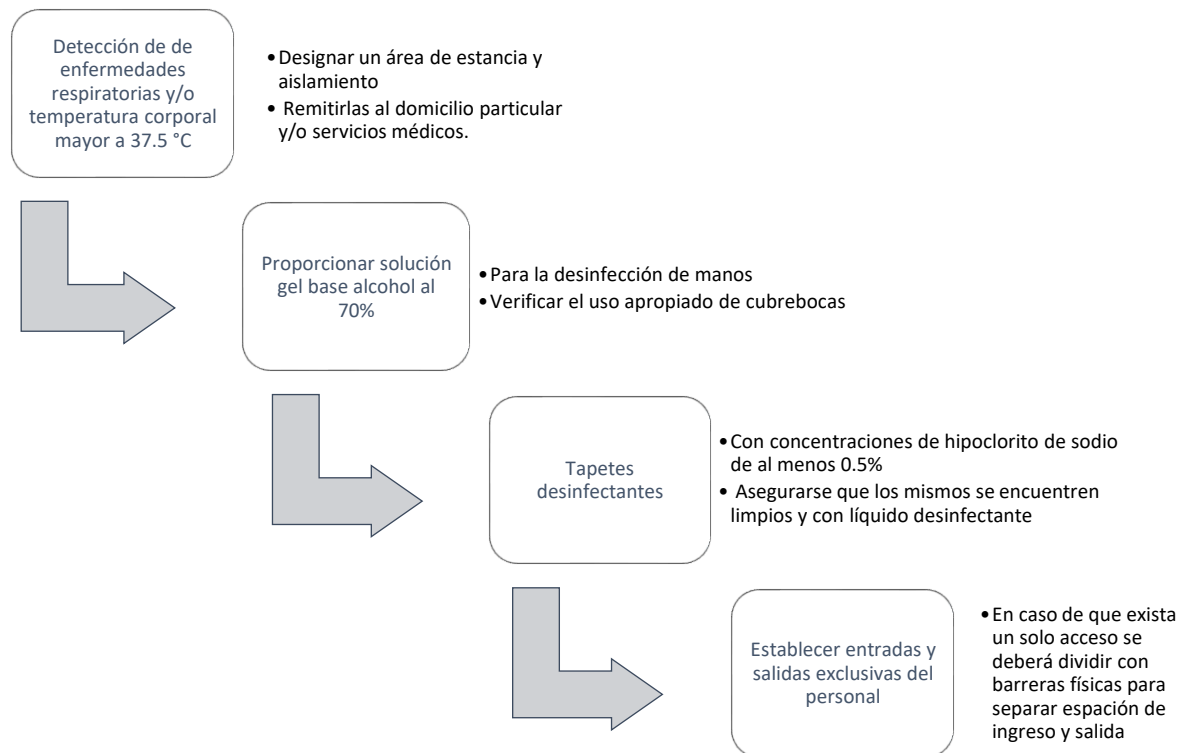 Detección de de
enfermedades
respiratorias y/o
temperatura corporal
mayor a 37.5 °C
•Designar un área de estancia y
aislamiento
• Remitirlas al domicilio particular
y/o servicios médicos.
Proporcionar solución
gel base alcohol al
70%
•Para la desinfección de manos
•Verificar el uso apropiado de cubrebocas
Tapetes
desinfectantes
•Con concentraciones de hipoclorito de sodio
de al menos 0.5%
• Asegurarse que los mismos se encuentren
limpios y con líquido desinfectante
Establecer entradas y
salidas exclusivas del
personal
•En caso de que exista
un solo acceso se
deberá dividir con
barreras físicas para
separar espación de
ingreso y salida